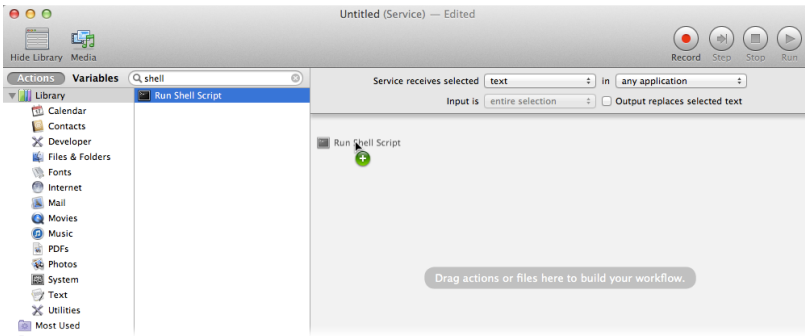 Untitled (Service) — Edited
Hide Library Media
Record Step Stop Run
Actions Variables shell
Service receives selected text in any application
Input is entire selection Output replaces selected text
Library
Calendar
Contacts
Developer
Files & Folders
Fonts
Internet
Mail
Movies
Music
PDFs
Photos
System
Text
Utilities
Most Used
Run Shell Script
Run Shell Script
Drag actions or files here to build your workflow.